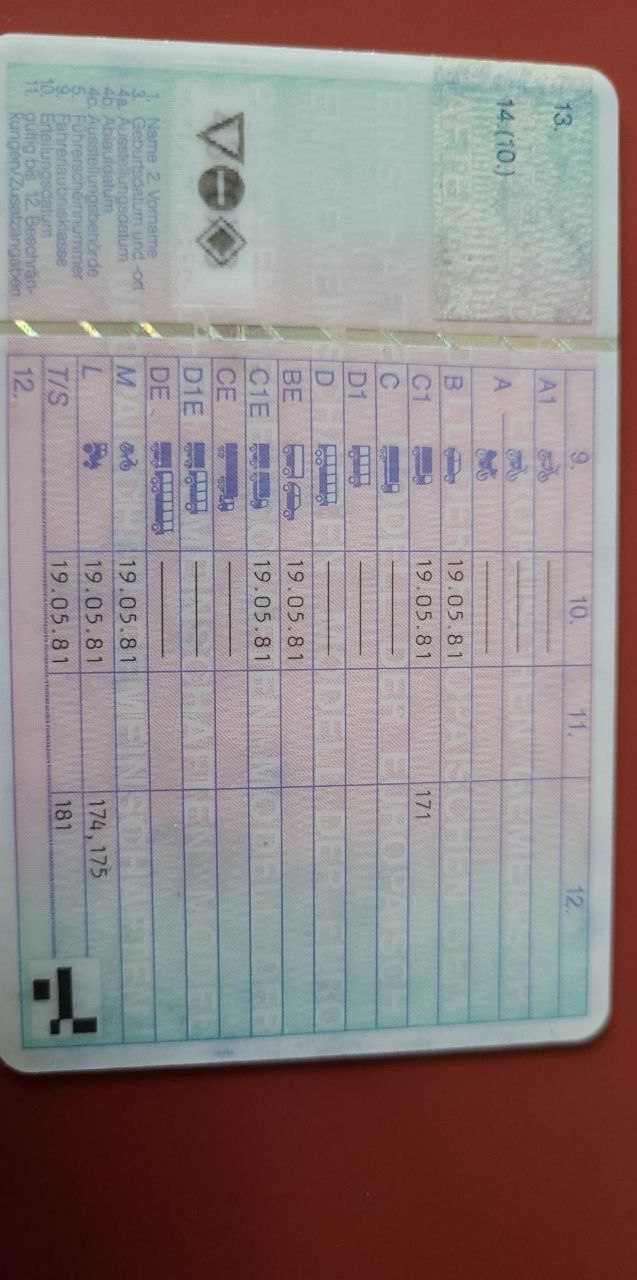 13.
14.(10.)
1. Name 2. Vorname
3. Geburtsdatum und -ort
4a. Ausstellungsdatum
4b. Ablaufdatum
4c. Ausstellungsbehörde
5. Führerscheinnummer
9. Fahrerlaubnisklasse
10. Erteilungsdatum
11. gültig bis 12. Beschrän-
kungen/Zusatzangaben
9. 10. 11. 12.
A1
A
B 19.05.81
C1 19.05.81 171
C
D1
D
BE 19.05.81
C1E 19.05.81
CE
D1E
DE
M 19.05.81
L 19.05.81 174,175
T/S 19.05.81 181
12.